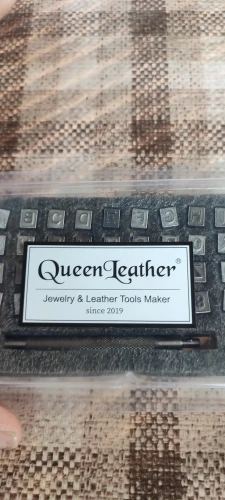 QueenLeather®
Jewelry & Leather Tools Maker
since 2019